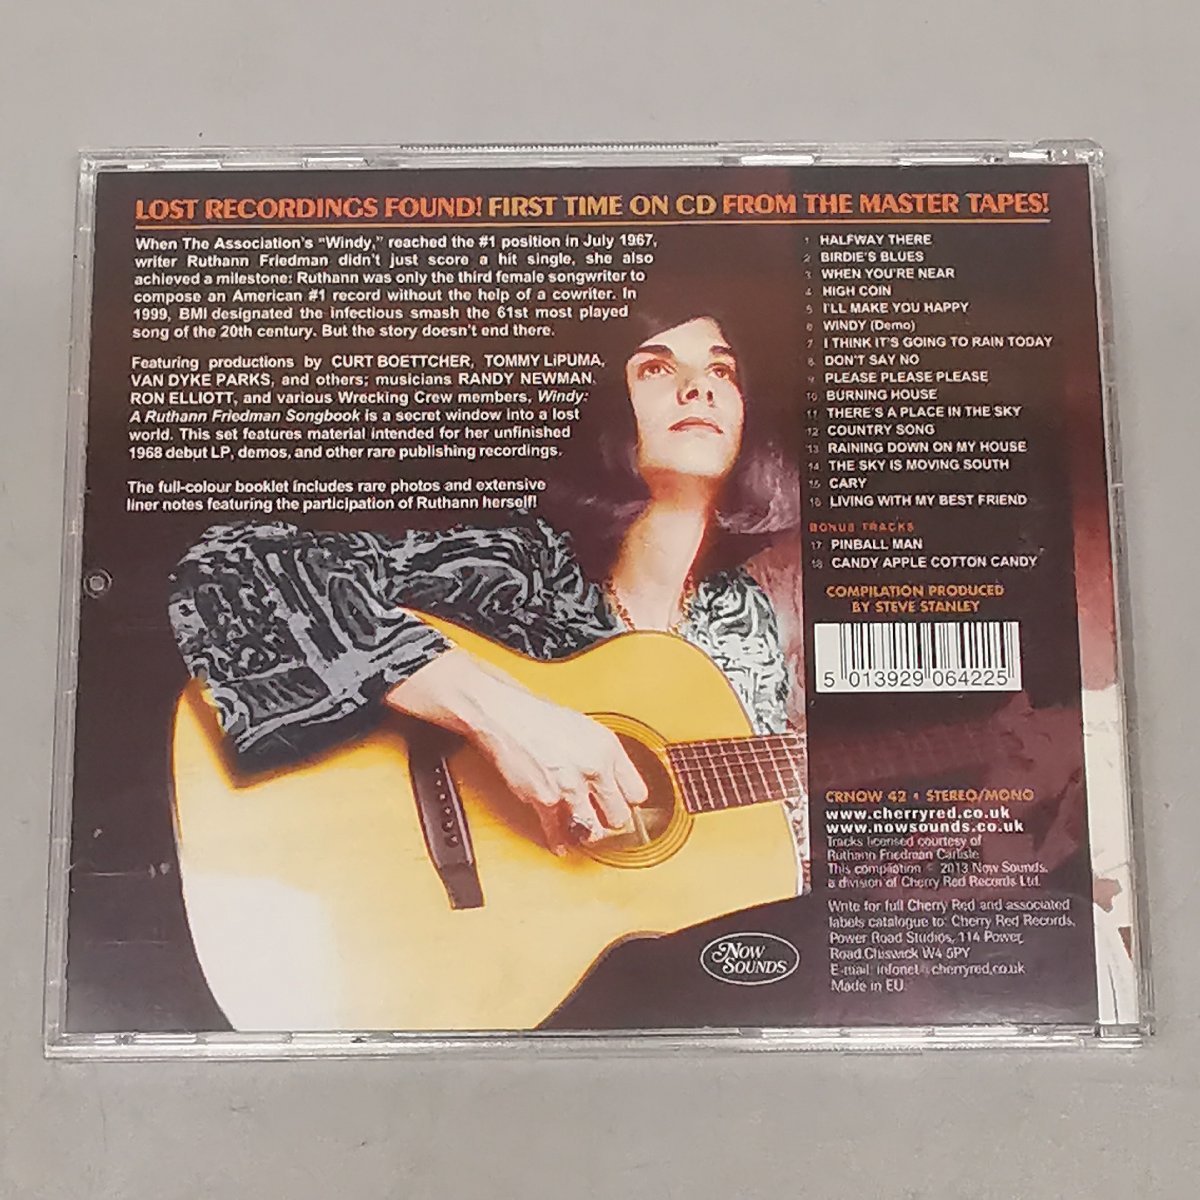 LOST RECORDINGS FOUND! FIRST TIME ON CD FROM THE MASTER TAPES!
When The Association's "Windy," reached the #1 position in July 1967,
writer Ruthann Friedman didn't just score a hit single, she also
achieved a milestone: Ruthann was only the third female songwriter to
compose an American #1 record without the help of a cowriter. In
1999, BMI designated the infectious smash the 61st most played
song of the 20th century. But the story doesn't end there.
Featuring productions by CURT BOETTCHER, TOMMY LiPUMA,
VAN DYKE PARKS, and others; musicians RANDY NEWMAN,
RON ELLIOTT, and various Wrecking Crew members, Windy:
A Ruthann Friedman Songbook is a secret window into a lost
world. This set features material intended for her unfinished
1968 debut LP, demos, and other rare publishing recordings.
The full-colour booklet includes rare photos and extensive
liner notes featuring the participation of Ruthann herself!
1 HALFWAY THERE
2 BIRDIE'S BLUES
3 WHEN YOU'RE NEAR
4 HIGH COIN
5 I'LL MAKE YOU HAPPY
6 WINDY (Demo)
7 I THINK IT'S GOING TO RAIN TODAY
8 DON'T SAY NO
9 PLEASE PLEASE PLEASE
10 BURNING HOUSE
11 THERE'S A PLACE IN THE SKY
12 COUNTRY SONG
13 RAINING DOWN ON MY HOUSE
14 THE SKY IS MOVING SOUTH
15 CARY
16 LIVING WITH MY BEST FRIEND
BONUS TRACKS
17 PINBALL MAN
18 CANDY APPLE COTTON CANDY
COMPILATION PRODUCED
BY STEVE STANLEY
5 013929 064225
CRNOW 42 • STEREO/MONO
www.cherryred.co.uk
www.nowsounds.co.uk
Tracks licensed courtesy of
Ruthann Friedman Carlisle
This compilation © 2013 Now Sounds,
a division of Cherry Red Records Ltd.
Write for full Cherry Red and associated
labels catalogue to: Cherry Red Records,
Power Road Studios, 114 Power
Road Chiswick W4 5PY
E-mail: infonet@cherryred.co.uk
Made in EU.
NOW
SOUNDS